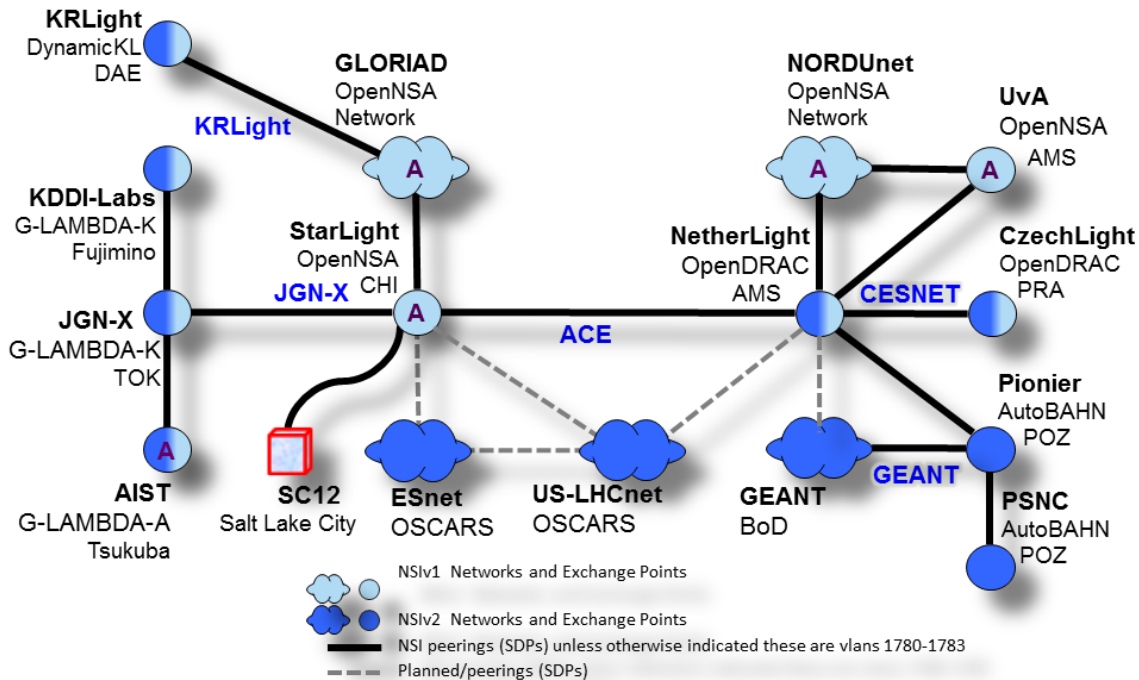 KRLight
DynamicKL
DAE
KRLight
GLORIAD
OpenNSA
Network
A
NORDUnet
OpenNSA
Network
A
UvA
OpenNSA
AMS
A
KDDI-Labs
G-LAMBDA-K
Fujimino
StarLight
OpenNSA
CHI
A
NetherLight
OpenDRAC
AMS
CzechLight
OpenDRAC
PRA
JGN-X
ACE
CESNET
JGN-X
G-LAMBDA-K
TOK
Pionier
AutoBAHN
POZ
A
AIST
G-LAMBDA-A
Tsukuba
SC12
Salt Lake City
ESnet
OSCARS
US-LHCnet
OSCARS
GEANT
BoD
GEANT
PSNC
AutoBAHN
POZ
NSIv1 Networks and Exchange Points
NSIv2 Networks and Exchange Points
NSI peerings (SDPs) unless otherwise indicated these are vlans 1780-1783
Planned/peerings (SDPs)